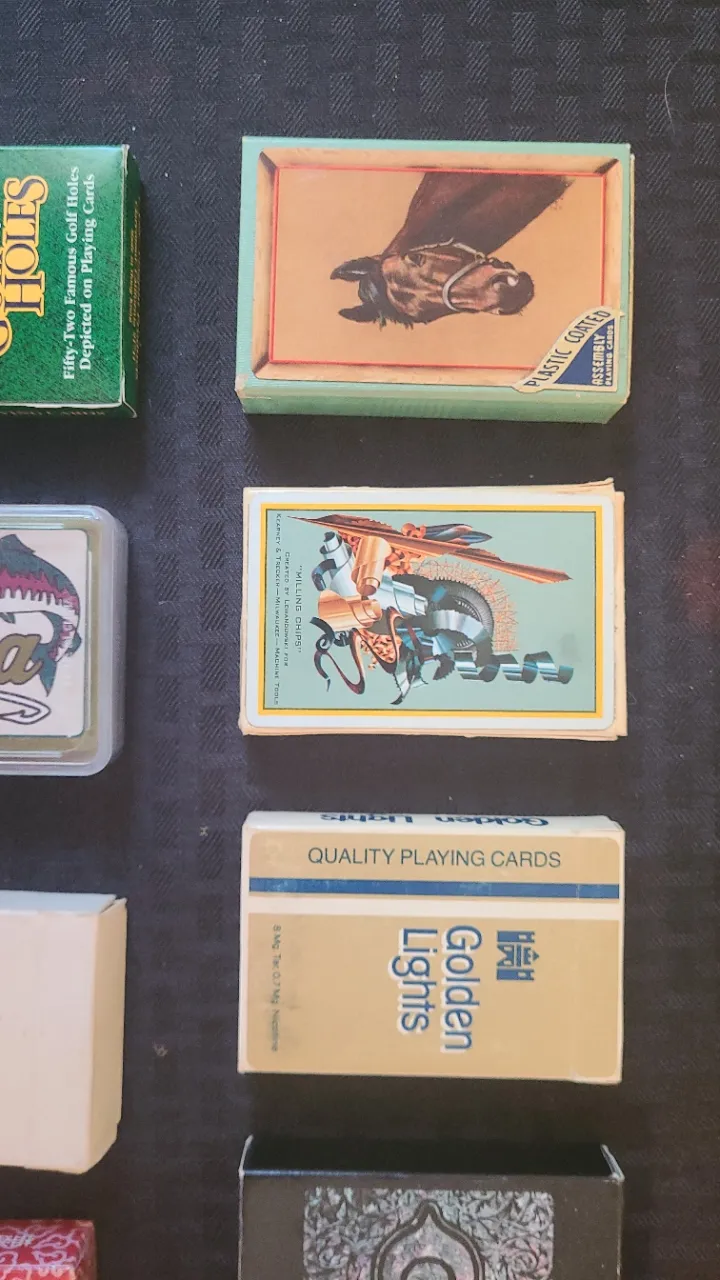 HOLES
Fifty-Two Famous Golf Holes
Depicted on Playing Cards
PLASTIC COATED
ASSEMBLY
PLAYING CARDS
"MILLING CHIPS"
CREATED BY LEWANDOWSKI FOR
KEARNEY & TRECKER — MILWAUKEE — MACHINE TOOLS
a
Golden Lights
QUALITY PLAYING CARDS
Golden
Lights
8 Mg. Tar, 0.7 Mg. Nicotine